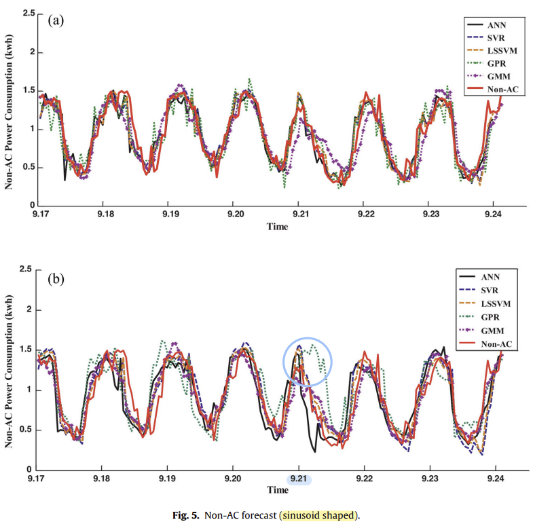 (a)
2.5
2
1.5
1
0.5
0
Non-AC Power Consumption (kwh)
ANN
SVR
LSSVM
GPR
GMM
Non-AC
9.17 9.18 9.19 9.20 9.21 9.22 9.23 9.24
Time
(b)
2.5
2
1.5
1
0.5
0
Non-AC Power Consumption (kwh)
ANN
SVR
LSSVM
GPR
GMM
Non-AC
9.17 9.18 9.19 9.20 9.21 9.22 9.23 9.24
Time
Fig. 5. Non-AC forecast (sinusoid shaped).